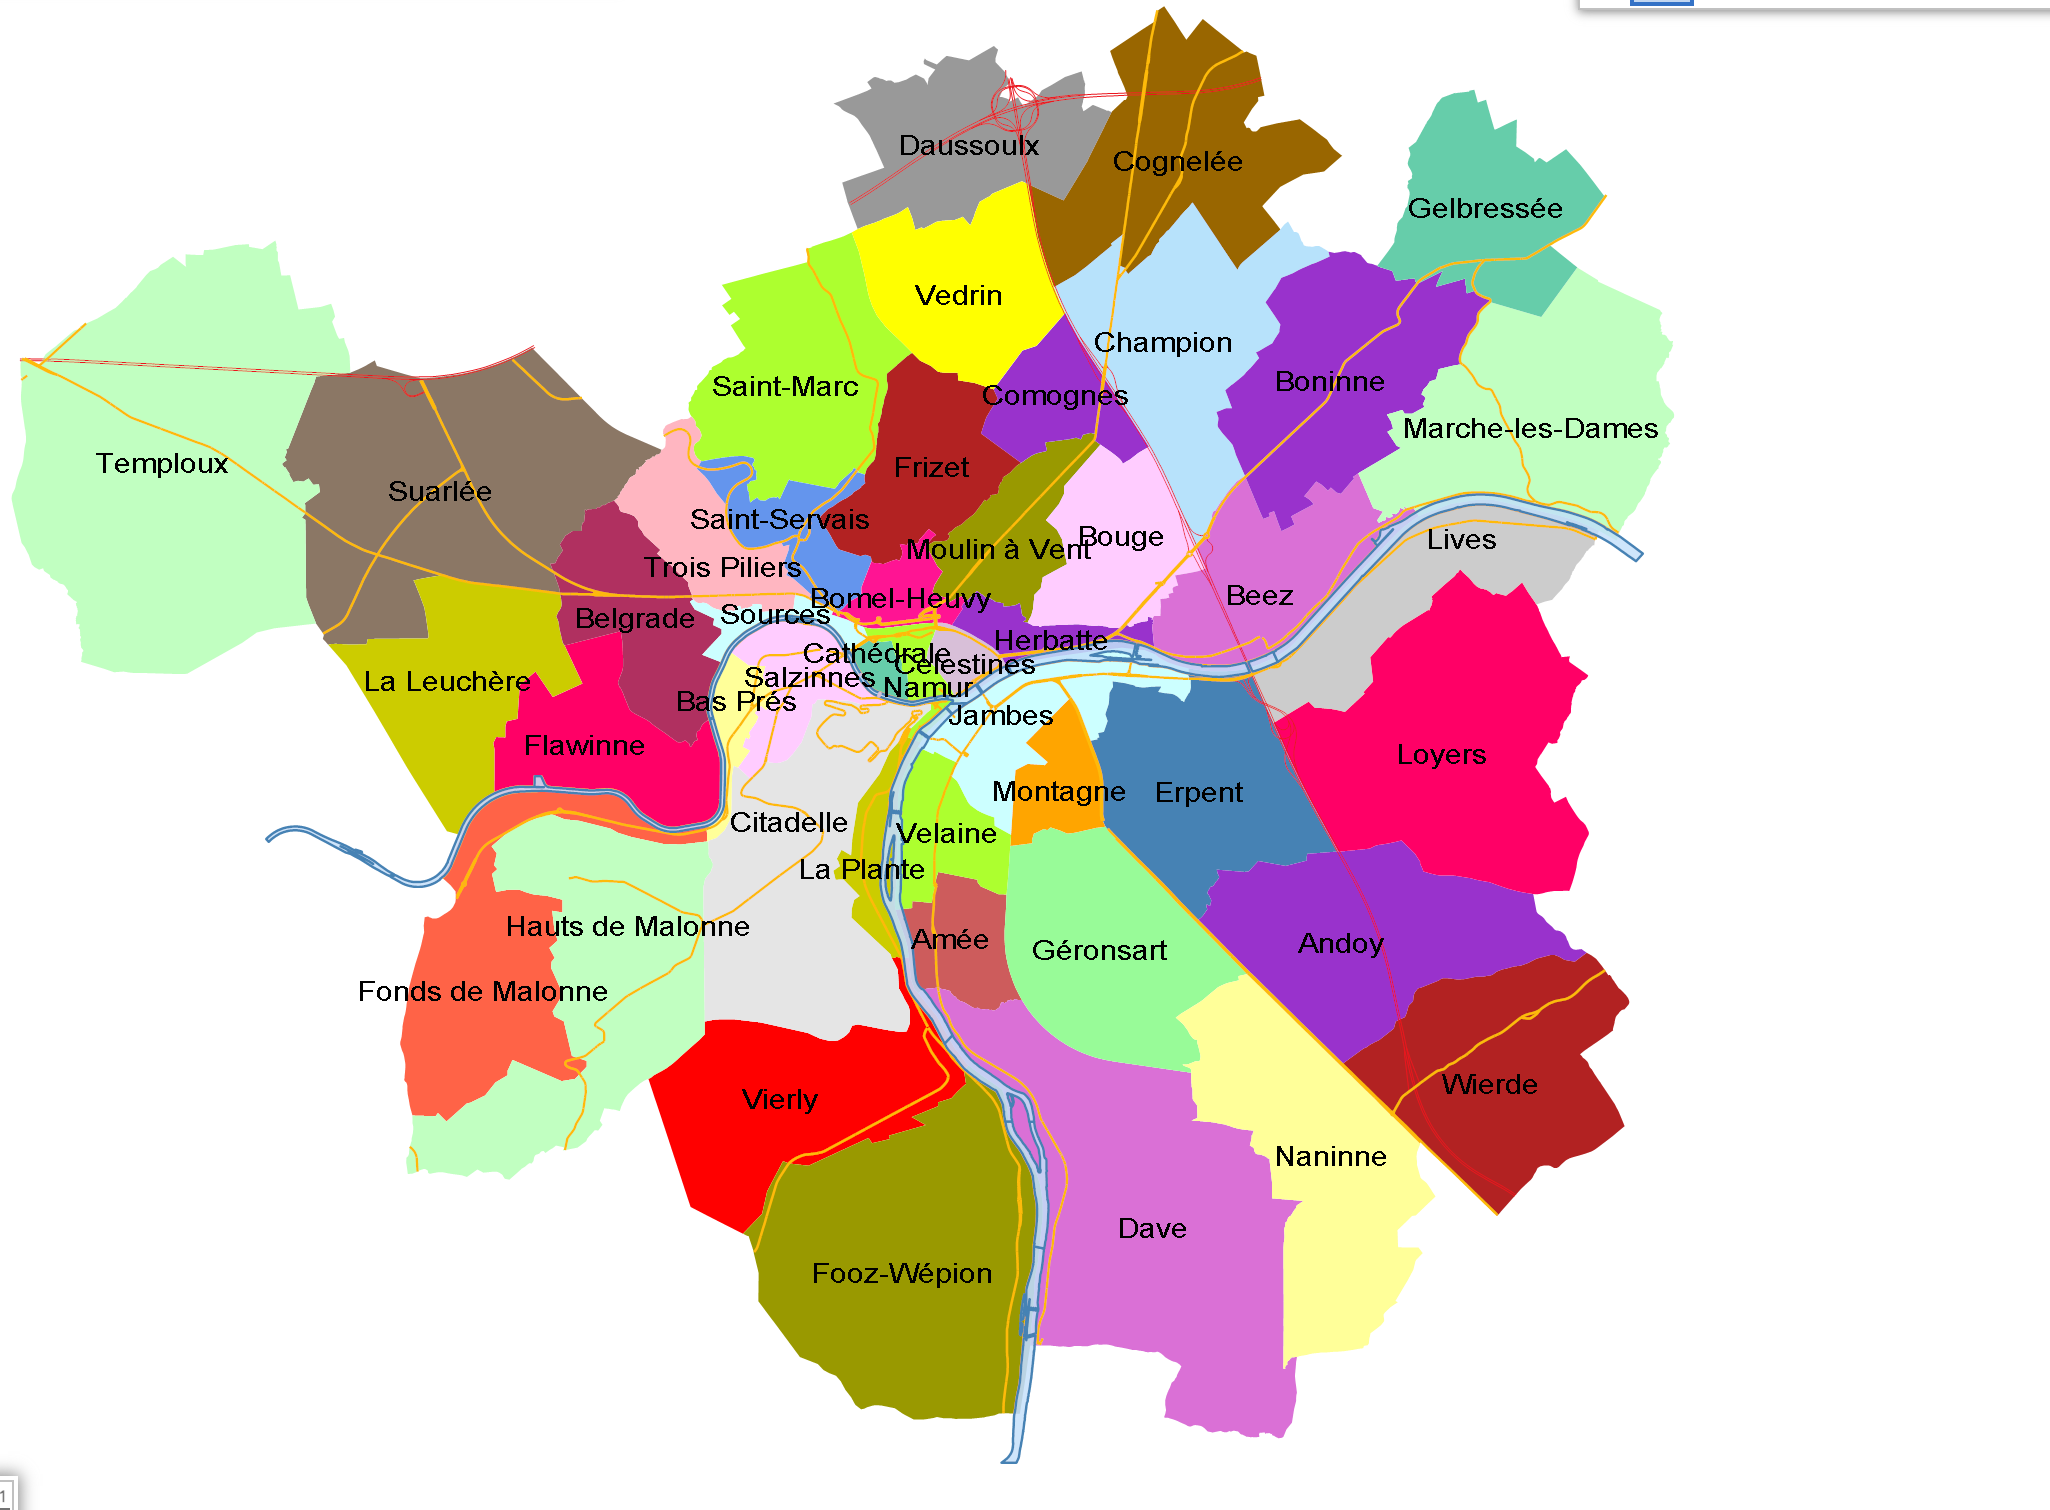 Daussoulx
Cognelée
Gelbressée
Vedrin
Champion
Saint-Marc
Comognes
Boninne
Marche-les-Dames
Temploux
Frizet
Suarlée
Saint-Servais
Bouge
Lives
Moulin à Vent
Trois Piliers
Beez
Bomel-Heuvy
Sources
Belgrade
Herbatte
Cathédrale
Célestines
La Leuchère
Salzinnes
Namur
Bas Prés
Jambes
Flawinne
Loyers
Montagne
Erpent
Citadelle
Velaine
La Plante
Hauts de Malonne
Amée
Géronsart
Andoy
Fonds de Malonne
Wierde
Vierly
Naninne
Dave
Fooz-Wépion
1